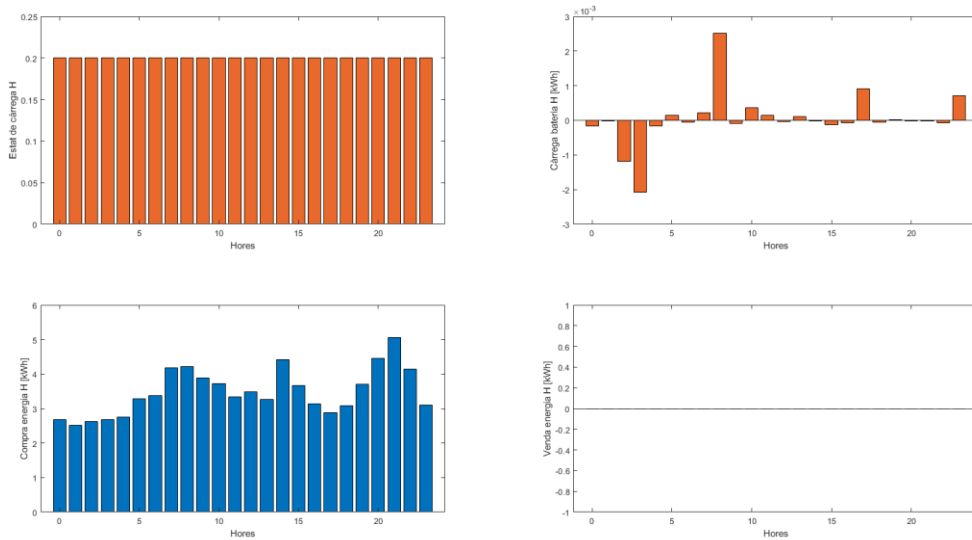 Estat de càrrega H
0.25
0.2
0.15
0.1
0.05
0
0 5 10 15 20
Hores
Càrrega bateria H [kWh]
×10⁻³
3
2
1
0
-1
-2
-3
0 5 10 15 20
Hores
Compra energia H [kWh]
6
5
4
3
2
1
0
0 5 10 15 20
Hores
Venda energia H [kWh]
1
0.8
0.6
0.4
0.2
0
-0.2
-0.4
-0.6
-0.8
-1
0 5 10 15 20
Hores